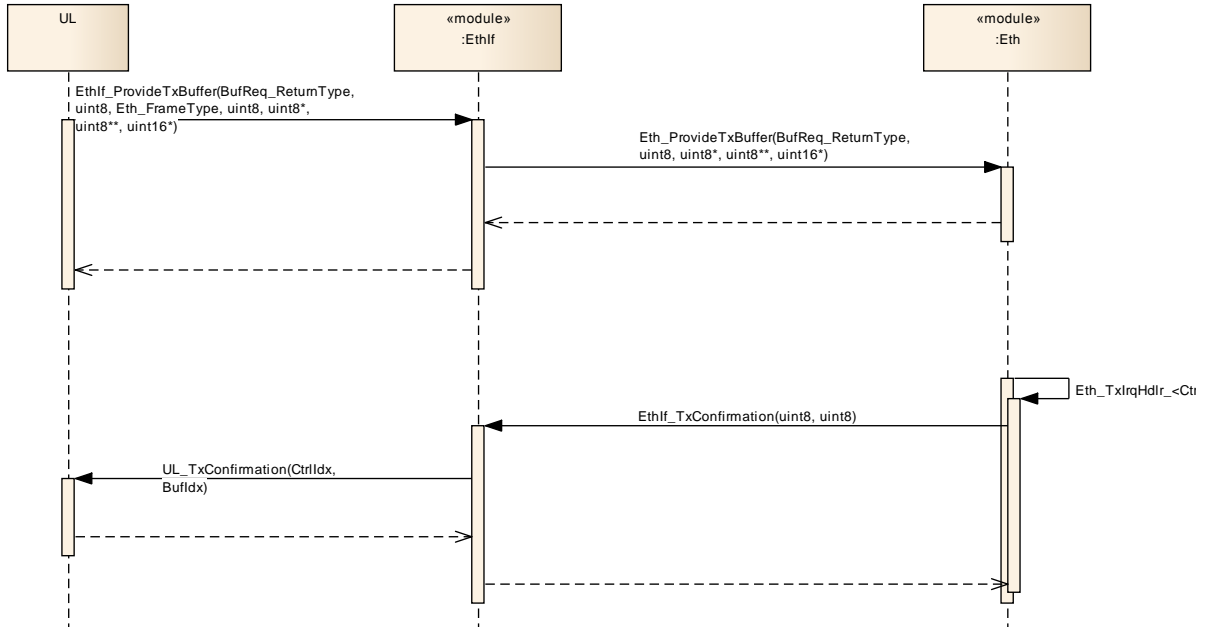 UL
«module»
:EthIf
«module»
:Eth
EthIf_ProvideTxBuffer(BufReq_ReturnType,
uint8, Eth_FrameType, uint8, uint8*,
uint8**, uint16*)
Eth_ProvideTxBuffer(BufReq_ReturnType,
uint8, uint8*, uint8**, uint16*)
Eth_TxIrqHdlr_<Ctrl
EthIf_TxConfirmation(uint8, uint8)
UL_TxConfirmation(CtrlIdx,
BufIdx)